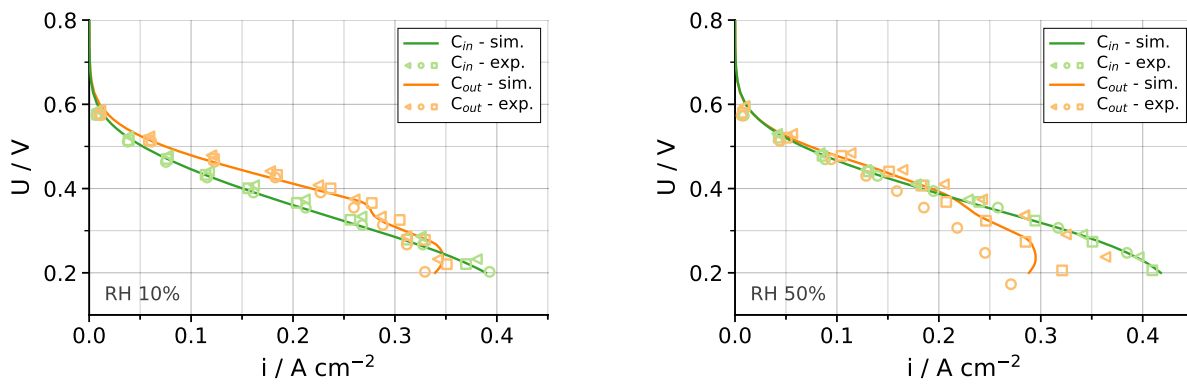 0.8
0.6
0.4
0.2
U / V
C_in - sim.
C_in - exp.
C_out - sim.
C_out - exp.
RH 10%
0.0 0.1 0.2 0.3 0.4
i / A cm⁻²
0.8
0.6
0.4
0.2
U / V
C_in - sim.
C_in - exp.
C_out - sim.
C_out - exp.
RH 50%
0.0 0.1 0.2 0.3 0.4
i / A cm⁻²